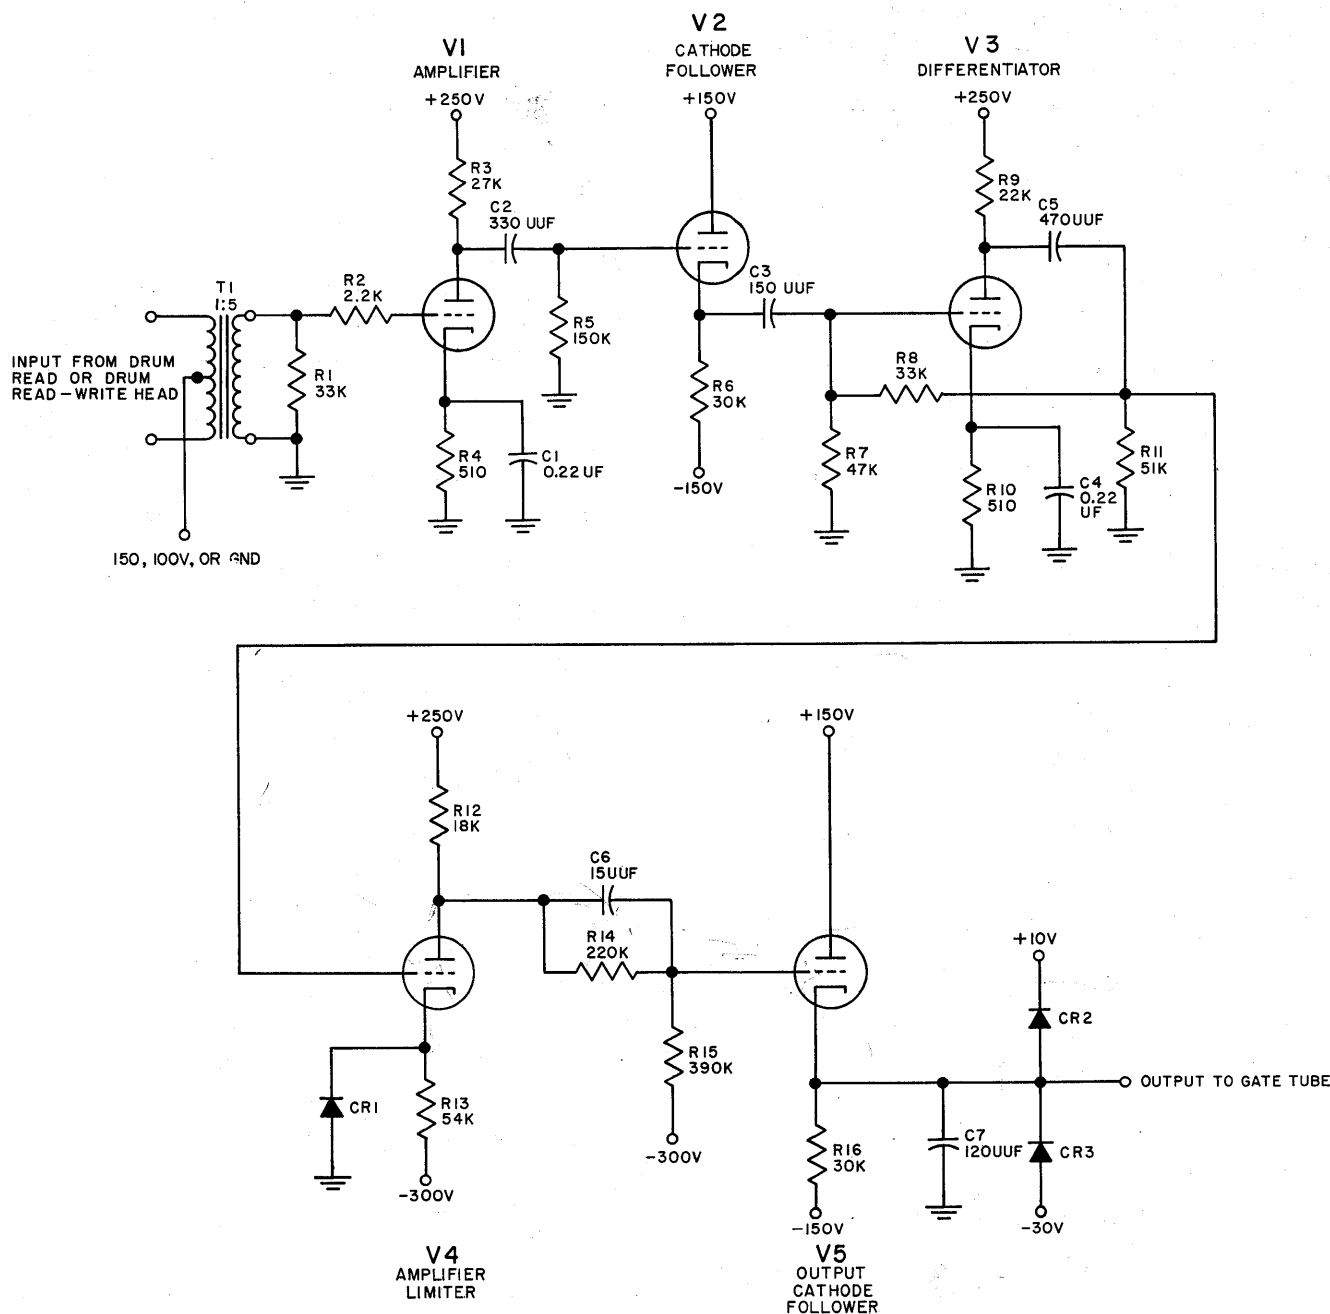 V1
AMPLIFIER
+250V
V2
CATHODE
FOLLOWER
+150V
V3
DIFFERENTIATOR
+250V
R3
27K
C2
330 UUF
R9
22K
C5
470UUF
T1
1:5
R2
2.2K
C3
150 UUF
INPUT FROM DRUM
READ OR DRUM
READ-WRITE HEAD
R1
33K
R5
150K
R8
33K
R6
30K
R4
510
C1
0.22UF
R7
47K
R10
510
C4
0.22
UF
R11
51K
-150V
150, 100V, OR GND
+250V
+150V
R12
18K
C6
15UUF
R14
220K
+10V
CR2
R15
390K
OUTPUT TO GATE TUBE
CR1
R13
54K
R16
30K
C7
120UUF
CR3
-300V
-300V
-150V
-30V
V4
AMPLIFIER
LIMITER
V5
OUTPUT
CATHODE
FOLLOWER